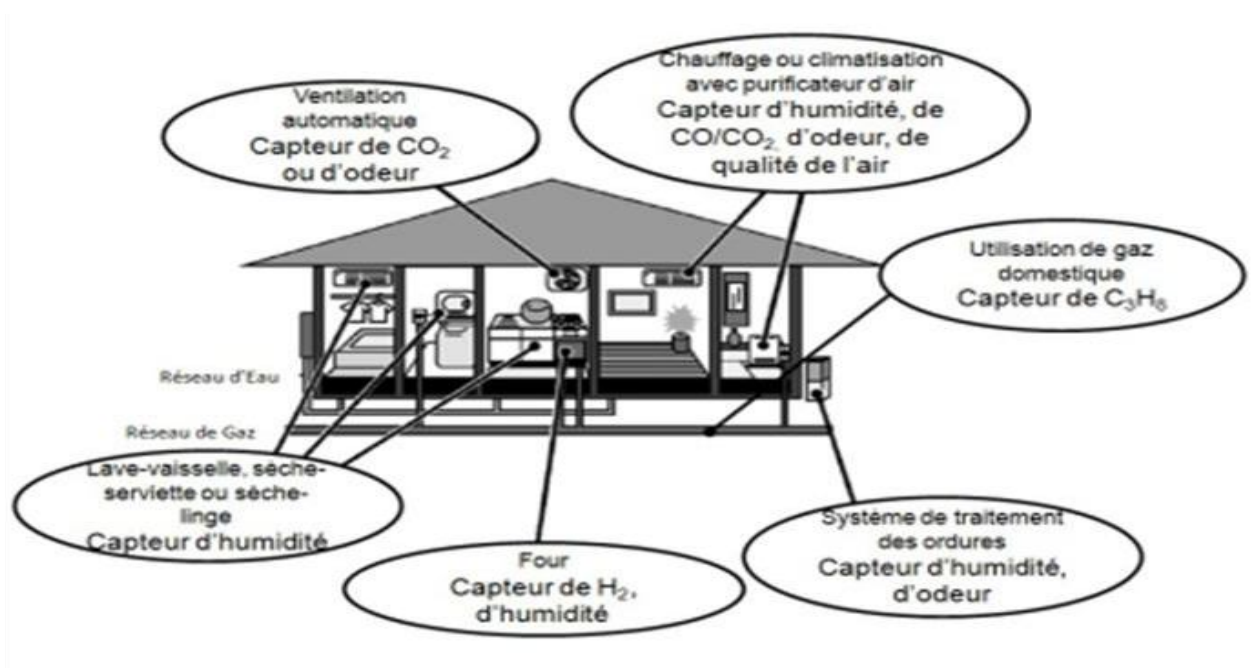 Ventilation
automatique
Capteur de CO₂
ou d'odeur
Chauffage ou climatisation
avec purificateur d'air
Capteur d'humidité, de
CO/CO₂, d'odeur, de
qualité de l'air
Utilisation de gaz
domestique
Capteur de C₃H₈
Réseau d'Eau
Réseau de Gaz
Lave-vaisselle, sèche-
serviette ou sèche-
linge
Capteur d'humidité
Four
Capteur de H₂,
d'humidité
Système de traitement
des ordures
Capteur d'humidité,
d'odeur